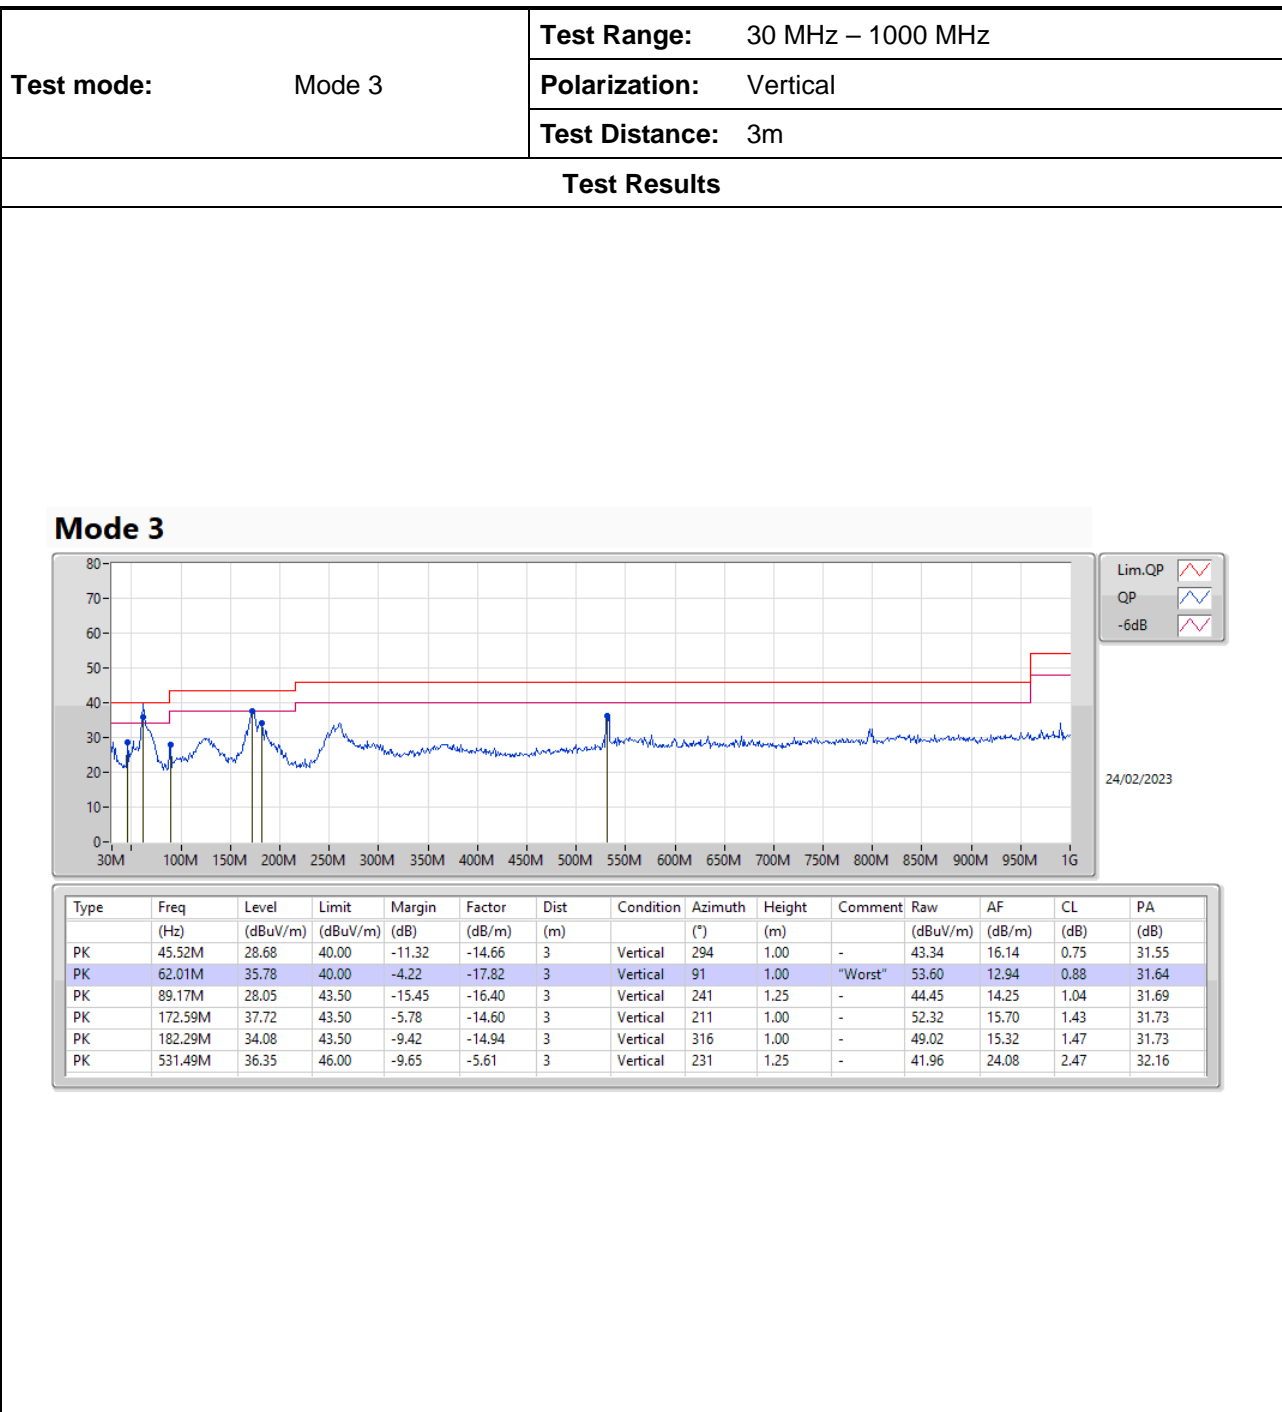 Test mode: Mode 3
Test Range: 30 MHz – 1000 MHz
Polarization: Vertical
Test Distance: 3m
Test Results
Mode 3
80
70
60
50
40
30
20
10
0
30M 100M 150M 200M 250M 300M 350M 400M 450M 500M 550M 600M 650M 700M 750M 800M 850M 900M 950M 1G
Lim.QP
QP
-6dB
24/02/2023
Type Freq Level Limit Margin Factor Dist Condition Azimuth Height Comment Raw AF CL PA
(Hz) (dBuV/m) (dBuV/m) (dB) (dB/m) (m) (°) (m) (dBuV/m) (dB/m) (dB) (dB)
PK 45.52M 28.68 40.00 -11.32 -14.66 3 Vertical 294 1.00 - 43.34 16.14 0.75 31.55
PK 62.01M 35.78 40.00 -4.22 -17.82 3 Vertical 91 1.00 "Worst" 53.60 12.94 0.88 31.64
PK 89.17M 28.05 43.50 -15.45 -16.40 3 Vertical 241 1.25 - 44.45 14.25 1.04 31.69
PK 172.59M 37.72 43.50 -5.78 -14.60 3 Vertical 211 1.00 - 52.32 15.70 1.43 31.73
PK 182.29M 34.08 43.50 -9.42 -14.94 3 Vertical 316 1.00 - 49.02 15.32 1.47 31.73
PK 531.49M 36.35 46.00 -9.65 -5.61 3 Vertical 231 1.25 - 41.96 24.08 2.47 32.16